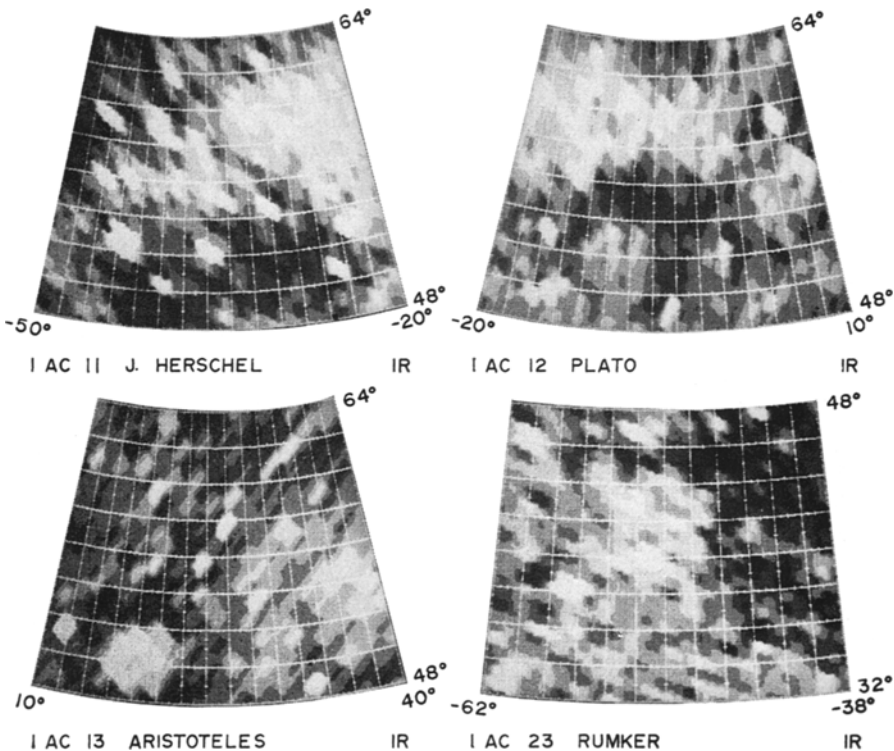 64° 64°
48° 48°
-50° -20° -20° 10°
I AC 11 J. HERSCHEL IR I AC 12 PLATO IR
64° 48°
48° 32°
10° 40° -62° -38°
I AC 13 ARISTOTELES IR I AC 23 RUMKER IR